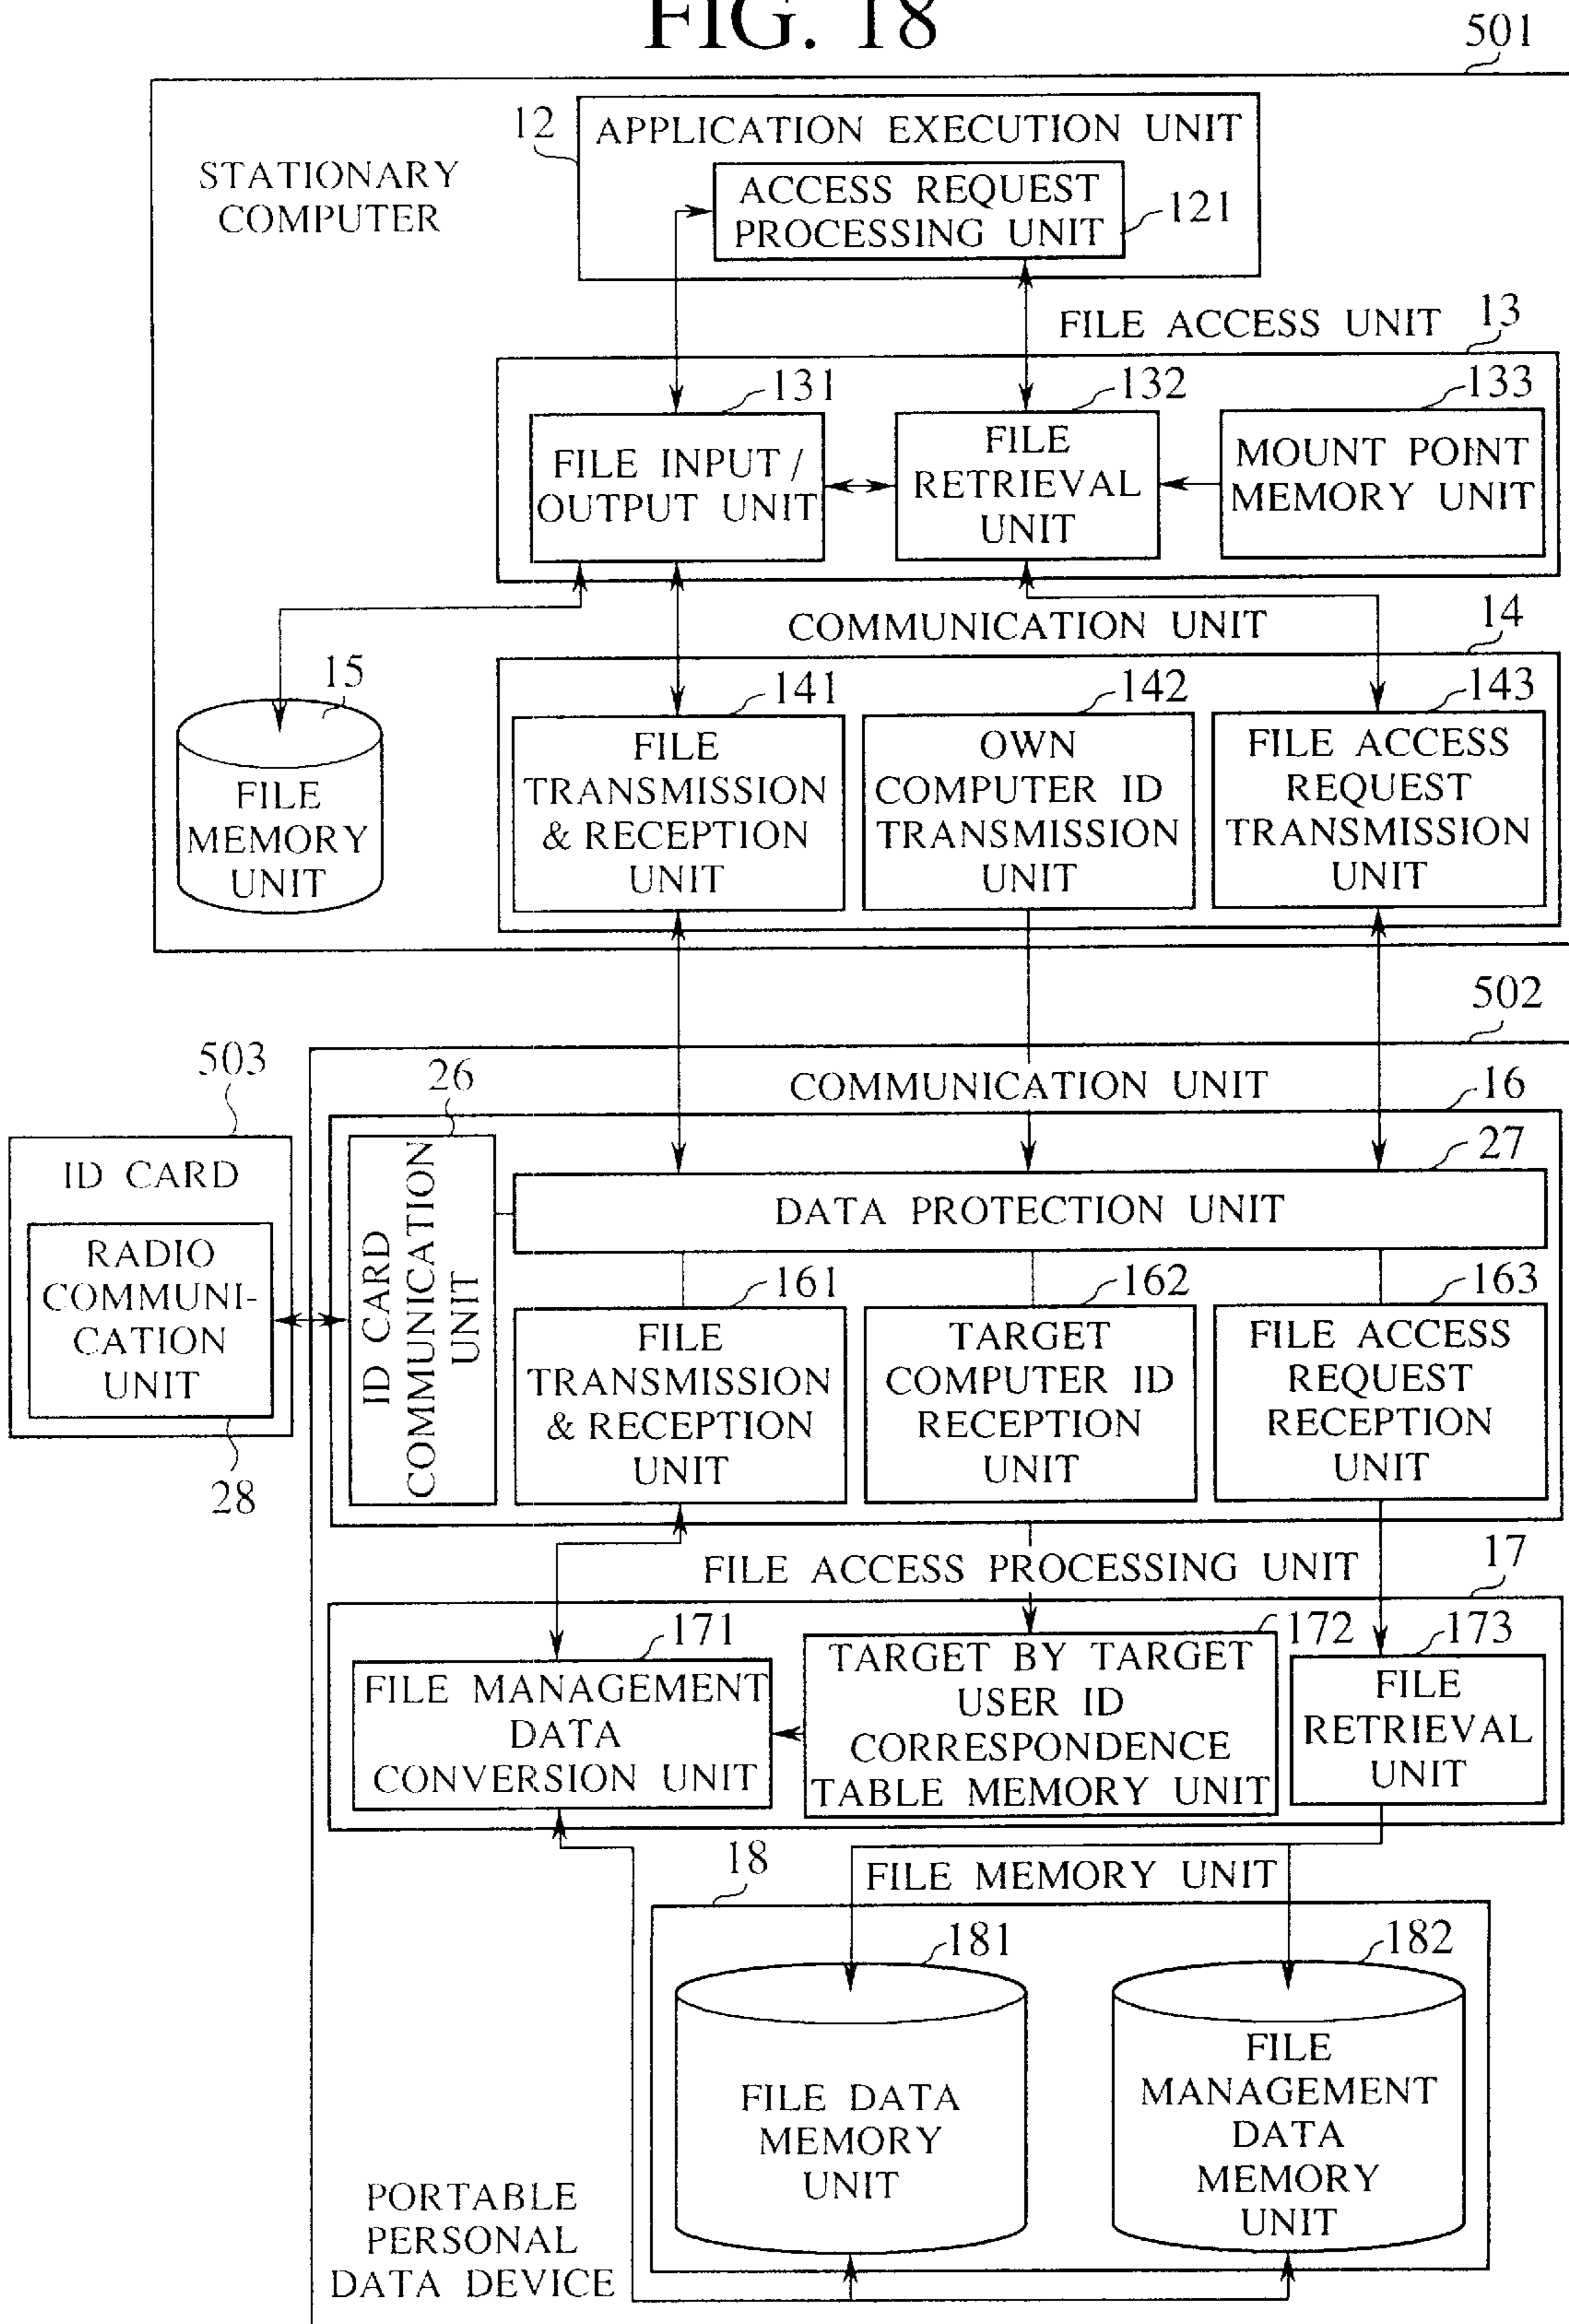 FIG. 18
501
12
APPLICATION EXECUTION UNIT
STATIONARY
COMPUTER
ACCESS REQUEST
PROCESSING UNIT
121
FILE ACCESS UNIT
13
131
132
133
FILE INPUT /
OUTPUT UNIT
FILE
RETRIEVAL
UNIT
MOUNT POINT
MEMORY UNIT
COMMUNICATION UNIT
14
15
FILE
MEMORY
UNIT
141
142
143
FILE
TRANSMISSION
& RECEPTION
UNIT
OWN
COMPUTER ID
TRANSMISSION
UNIT
FILE ACCESS
REQUEST
TRANSMISSION
UNIT
502
503
26
COMMUNICATION UNIT
16
27
ID CARD
RADIO
COMMUNI-
CATION
UNIT
28
ID CARD
COMMUNICATION
UNIT
DATA PROTECTION UNIT
161
162
163
FILE
TRANSMISSION
& RECEPTION
UNIT
TARGET
COMPUTER ID
RECEPTION
UNIT
FILE ACCESS
REQUEST
RECEPTION
UNIT
FILE ACCESS PROCESSING UNIT
17
171
172
173
FILE MANAGEMENT
DATA
CONVERSION UNIT
TARGET BY TARGET
USER ID
CORRESPONDENCE
TABLE MEMORY UNIT
FILE
RETRIEVAL
UNIT
18
FILE MEMORY UNIT
181
182
FILE DATA
MEMORY
UNIT
FILE
MANAGEMENT
DATA
MEMORY
UNIT
PORTABLE
PERSONAL
DATA DEVICE